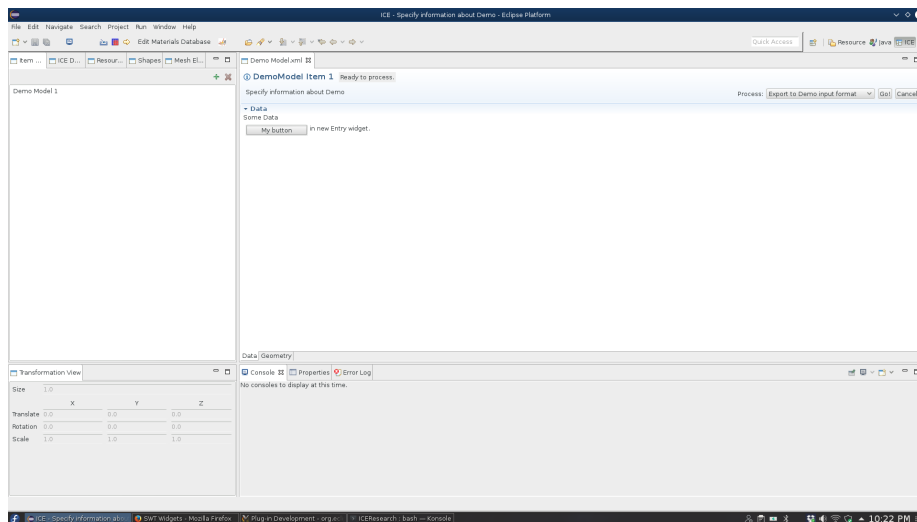 ICE - Specify information about Demo - Eclipse Platform
File Edit Navigate Search Project Run Window Help
Edit Materials Database
Quick Access
Resource Java ICE
Item ... ICE D... Resour... Shapes Mesh El...
Demo Model.xml
DemoModel Item 1 Ready to process.
Demo Model 1
Specify information about Demo
Process: Export to Demo input format Go! Cancel
Data
Some Data
My button in new Entry widget.
Data Geometry
Transformation View
Console Properties Error Log
No consoles to display at this time.
Size 1.0
X Y Z
Translate 0.0 0.0 0.0
Rotation 0.0 0.0 0.0
Scale 1.0 1.0 1.0
ICE - Specify information abo SWT Widgets - Mozilla Firefox Plug-in Development - org.ecl ICEResearch : bash — Konsole 10:22 PM